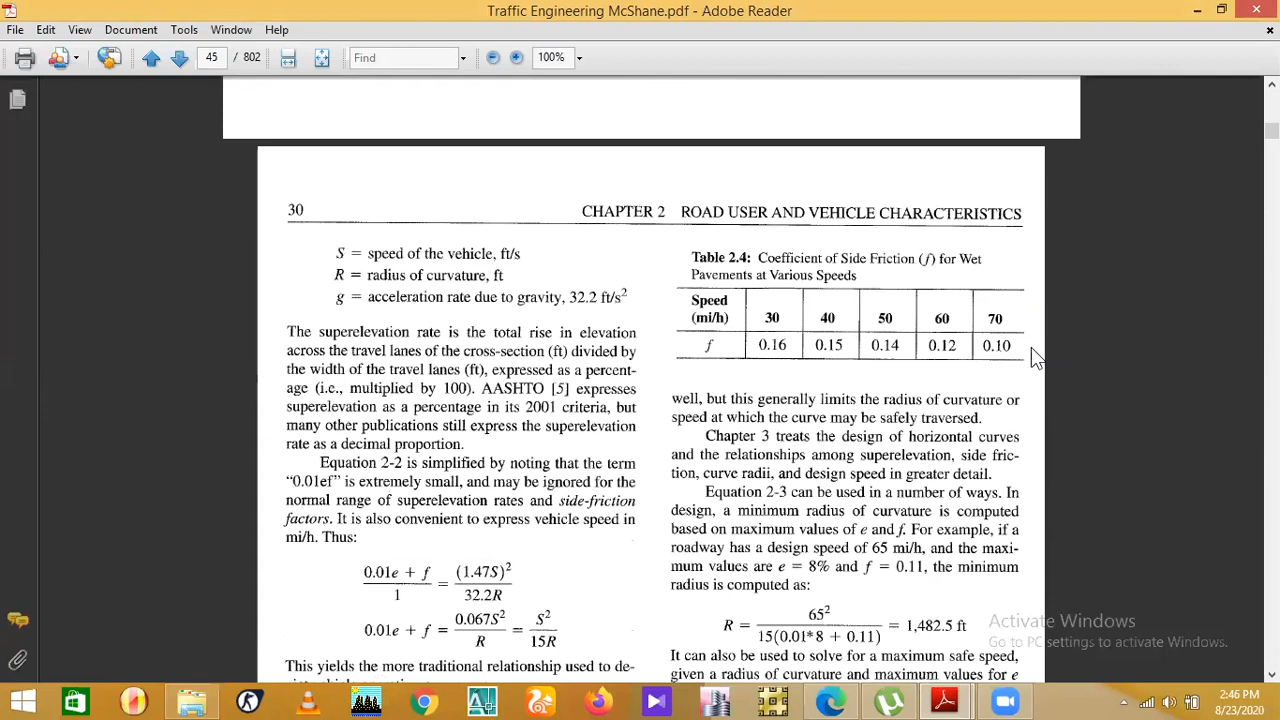 Traffic Engineering McShane.pdf - Adobe Reader
File Edit View Document Tools Window Help
45 / 802 Find 100%
30 CHAPTER 2 ROAD USER AND VEHICLE CHARACTERISTICS
S = speed of the vehicle, ft/s
R = radius of curvature, ft
g = acceleration rate due to gravity, 32.2 ft/s²
The superelevation rate is the total rise in elevation
across the travel lanes of the cross-section (ft) divided by
the width of the travel lanes (ft), expressed as a percent-
age (i.e., multiplied by 100). AASHTO [5] expresses
superelevation as a percentage in its 2001 criteria, but
many other publications still express the superelevation
rate as a decimal proportion.
Equation 2-2 is simplified by noting that the term
“0.01ef” is extremely small, and may be ignored for the
normal range of superelevation rates and side-friction
factors. It is also convenient to express vehicle speed in
mi/h. Thus:
(0.01e + f)/1 = (1.47S)²/32.2R
0.01e + f = 0.067S²/R = S²/15R
This yields the more traditional relationship used to de-
Table 2.4: Coefficient of Side Friction (f) for Wet
Pavements at Various Speeds
Speed
(mi/h) 30 40 50 60 70
f 0.16 0.15 0.14 0.12 0.10
well, but this generally limits the radius of curvature or
speed at which the curve may be safely traversed.
Chapter 3 treats the design of horizontal curves
and the relationships among superelevation, side fric-
tion, curve radii, and design speed in greater detail.
Equation 2-3 can be used in a number of ways. In
design, a minimum radius of curvature is computed
based on maximum values of e and f. For example, if a
roadway has a design speed of 65 mi/h, and the maxi-
mum values are e = 8% and f = 0.11, the minimum
radius is computed as:
R = 65²/15(0.01*8 + 0.11) = 1,482.5 ft
It can also be used to solve for a maximum safe speed,
given a radius of curvature and maximum values for e
Activate Windows
Go to PC settings to activate Windows.
2:46 PM
8/23/2020